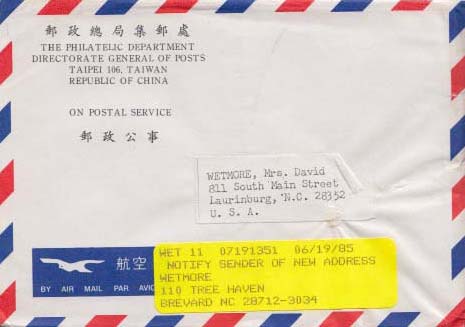 郵政總局集郵處
THE PHILATELIC DEPARTMENT
DIRECTORATE GENERAL OF POSTS
TAIPEI 106, TAIWAN
REPUBLIC OF CHINA
ON POSTAL SERVICE
郵政公事
WETMORE, Mrs. David
811 South Main Street
Laurinburg, N.C. 28352
U. S. A.
航空
BY AIR MAIL PAR AVIO
WET 11 07191351 06/19/85
NOTIFY SENDER OF NEW ADDRESS
WETMORE
110 TREE HAVEN
BREVARD NC 28712-3034